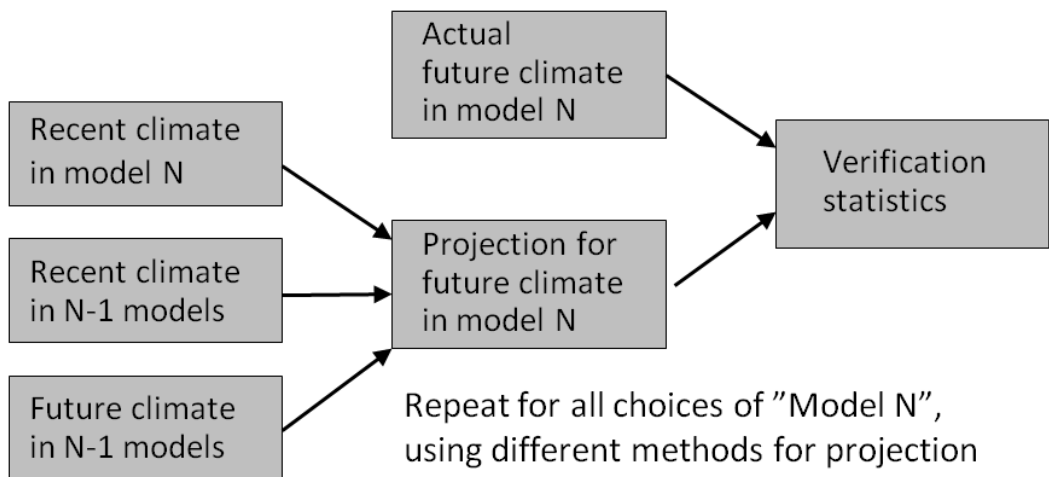 Actual
future climate
in model N
Recent climate
in model N
Verification
statistics
Projection for
future climate
in model N
Recent climate
in N-1 models
Future climate
in N-1 models
Repeat for all choices of ”Model N”,
using different methods for projection